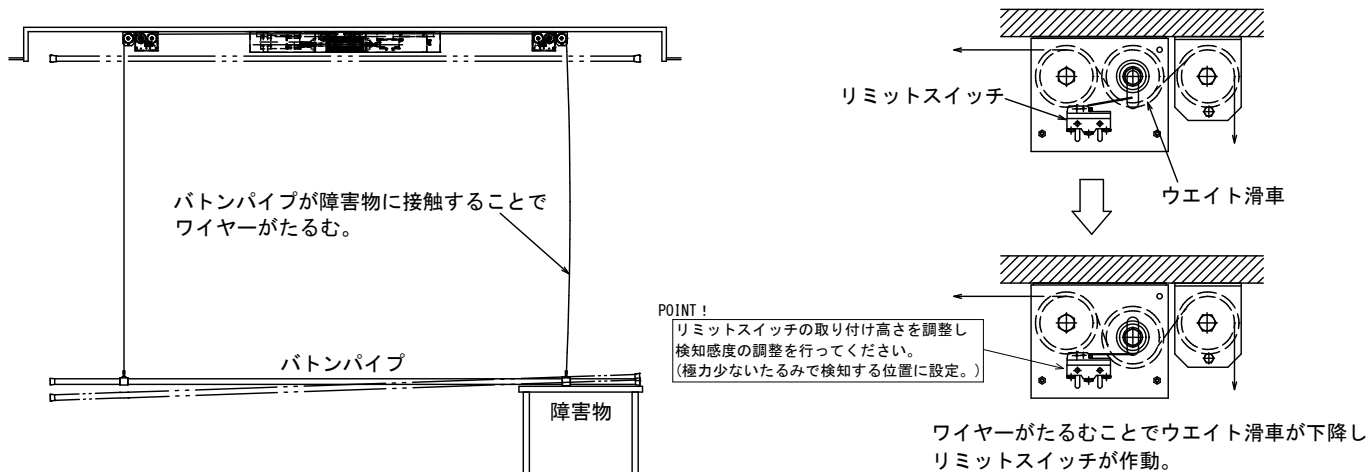 リミットスイッチ
ウエイト滑車
バトンパイプが障害物に接触することで
ワイヤーがたるむ。
POINT！
リミットスイッチの取り付け高さを調整し
検知感度の調整を行ってください。
(極力少ないたるみで検知する位置に設定。)
バトンパイプ
障害物
ワイヤーがたるむことでウエイト滑車が下降し
リミットスイッチが作動。